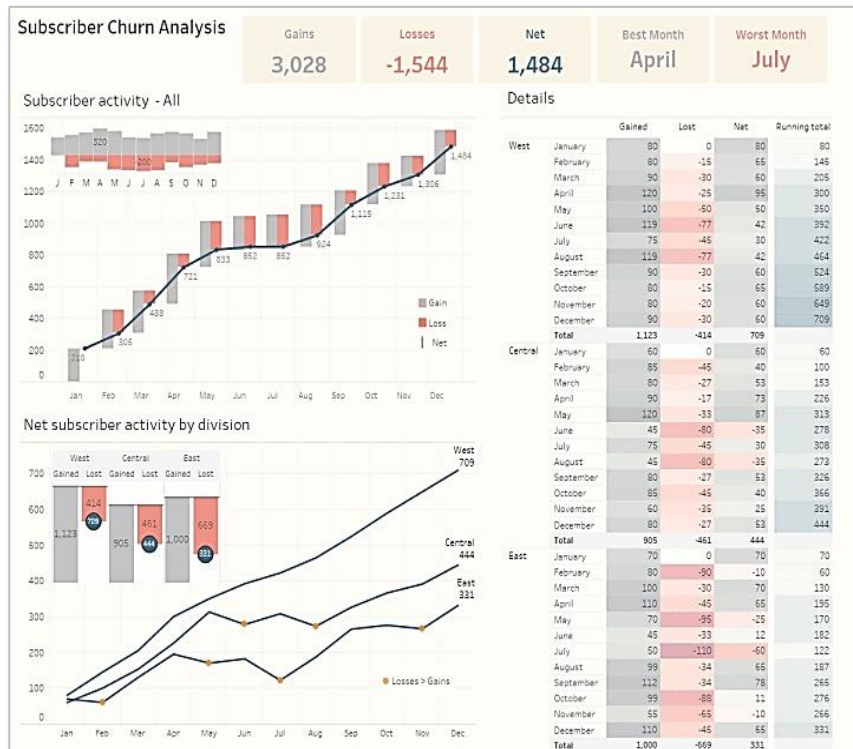 Subscriber Churn Analysis
Gains
3,028
Losses
-1,544
Net
1,484
Best Month
April
Worst Month
July
Subscriber activity - All
1600
1400
1200
1000
800
600
400
200
0
320
-200
J F M A M J J A S O N D
210
306
488
721
833
852
852
924
1,115
1,231
1,306
1,484
Gain
Loss
Net
Jan Feb Mar Apr May Jun Jul Aug Sep Oct Nov Dec
Net subscriber activity by division
West Central East
Gained Lost Gained Lost Gained Lost
1,123 414 709
905 461 444
1,000 669 331
700
600
500
400
300
200
100
0
West
709
Central
444
East
331
Losses > Gains
Jan Feb Mar Apr May Jun Jul Aug Sep Oct Nov Dec
Details
Gained Lost Net Running total
West January 80 0 80 80
February 80 -15 65 145
March 90 -30 60 205
April 120 -25 95 300
May 100 -50 50 350
June 119 -77 42 392
July 75 -45 30 422
August 119 -77 42 464
September 90 -30 60 524
October 80 -15 65 589
November 80 -20 60 649
December 90 -30 60 709
Total 1,123 -414 709
Central January 60 0 60 60
February 85 -45 40 100
March 80 -27 53 153
April 90 -17 73 226
May 120 -33 87 313
June 45 -80 -35 278
July 75 -45 30 308
August 45 -80 -35 273
September 80 -27 53 326
October 85 -45 40 366
November 60 -35 25 391
December 80 -27 53 444
Total 905 -461 444
East January 70 0 70 70
February 80 -90 -10 60
March 100 -30 70 130
April 110 -45 65 195
May 70 -95 -25 170
June 45 -33 12 182
July 50 -110 -60 122
August 99 -34 65 187
September 112 -34 78 265
October 99 -88 11 276
November 55 -65 -10 266
December 110 -45 65 331
Total 1,000 -669 331